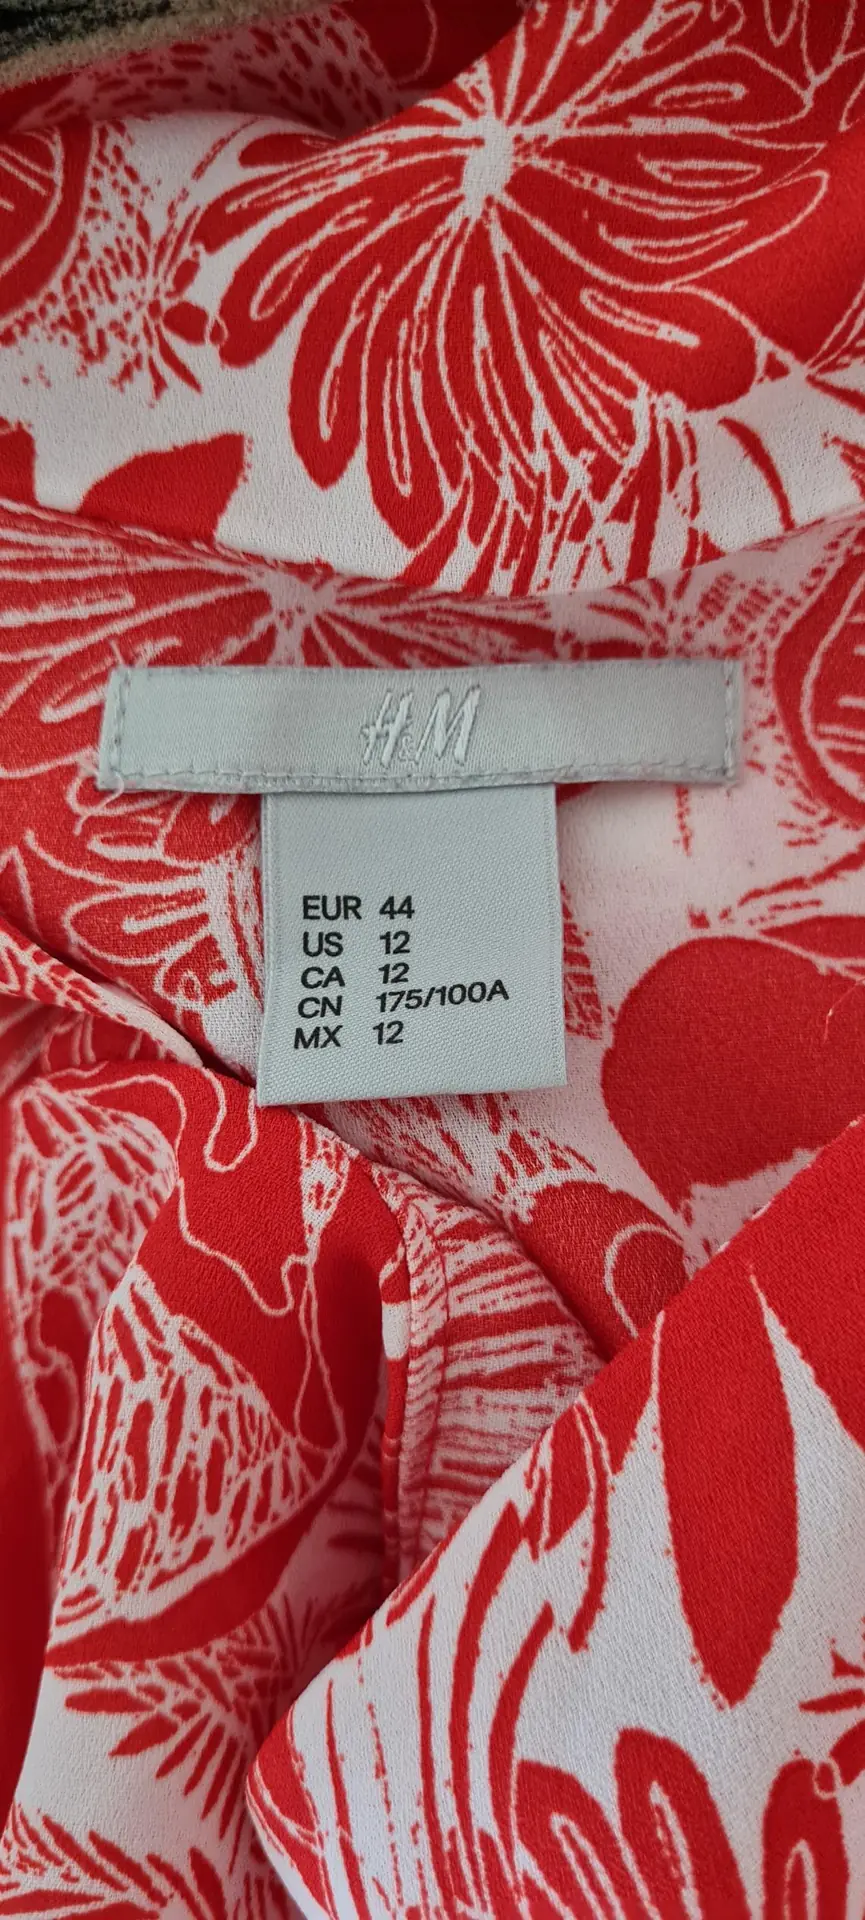 H&M
EUR 44
US 12
CA 12
CN 175/100A
MX 12